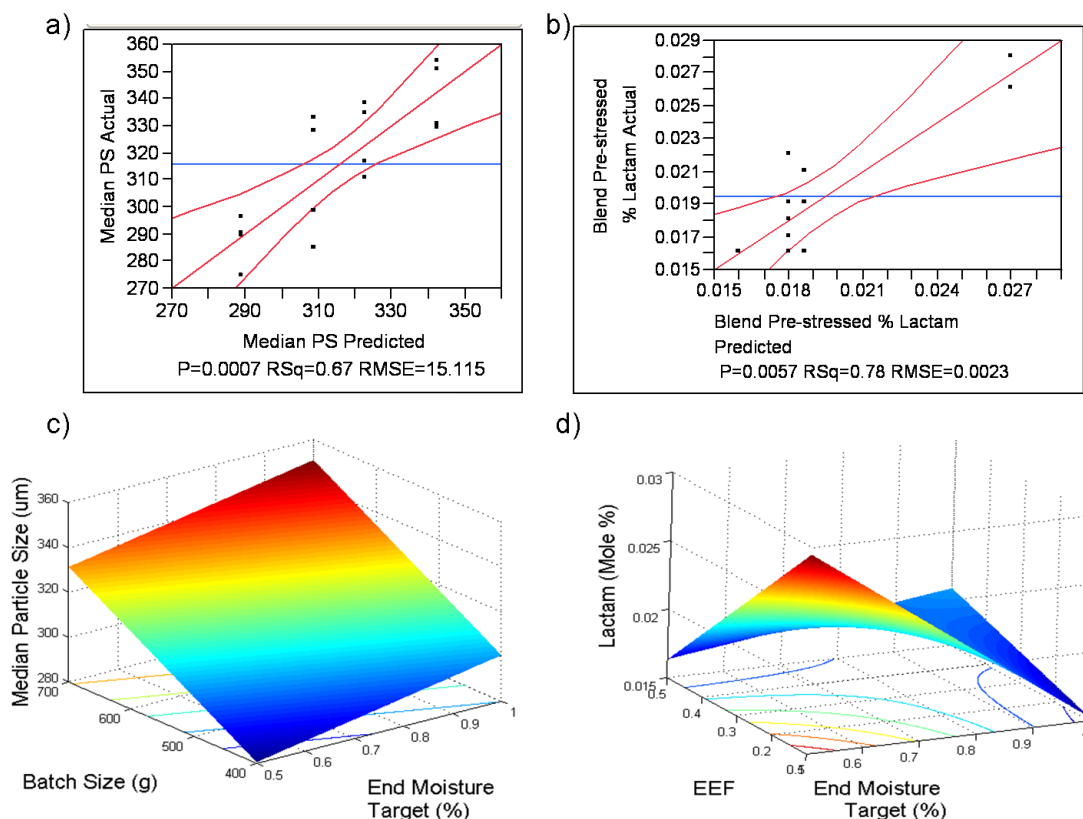 a)
360
350
340
330
320
310
300
290
280
270
Median PS Actual
270 290 310 330 350
Median PS Predicted
P=0.0007 RSq=0.67 RMSE=15.115
b)
0.029
0.027
0.025
0.023
0.021
0.019
0.017
0.015
Blend Pre-stressed
% Lactam Actual
0.015 0.018 0.021 0.024 0.027
Blend Pre-stressed % Lactam
Predicted
P=0.0057 RSq=0.78 RMSE=0.0023
c)
360
340
320
300
280
Median Particle Size (um)
700
600
500
400
Batch Size (g)
0.5 0.6 0.7 0.8 0.9 1
End Moisture
Target (%)
d)
0.03
0.025
0.02
0.015
Lactam (Mole %)
0.5
0.4
0.3
0.2
EEF
0.6 0.7 0.8 0.9
End Moisture
Target (%)